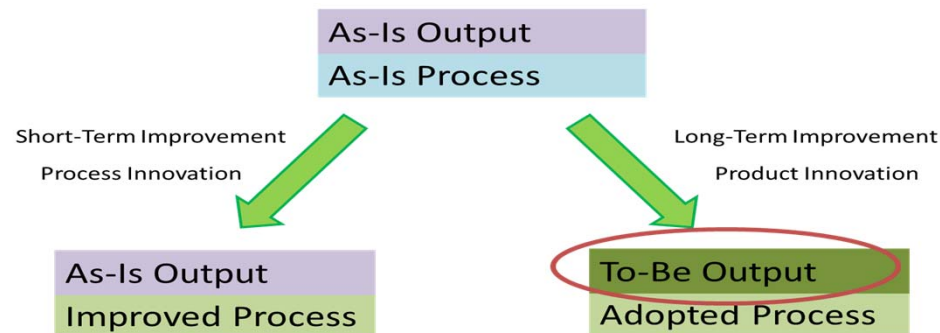 As-Is Output
As-Is Process
Short-Term Improvement
Process Innovation
Long-Term Improvement
Product Innovation
As-Is Output
Improved Process
To-Be Output
Adopted Process